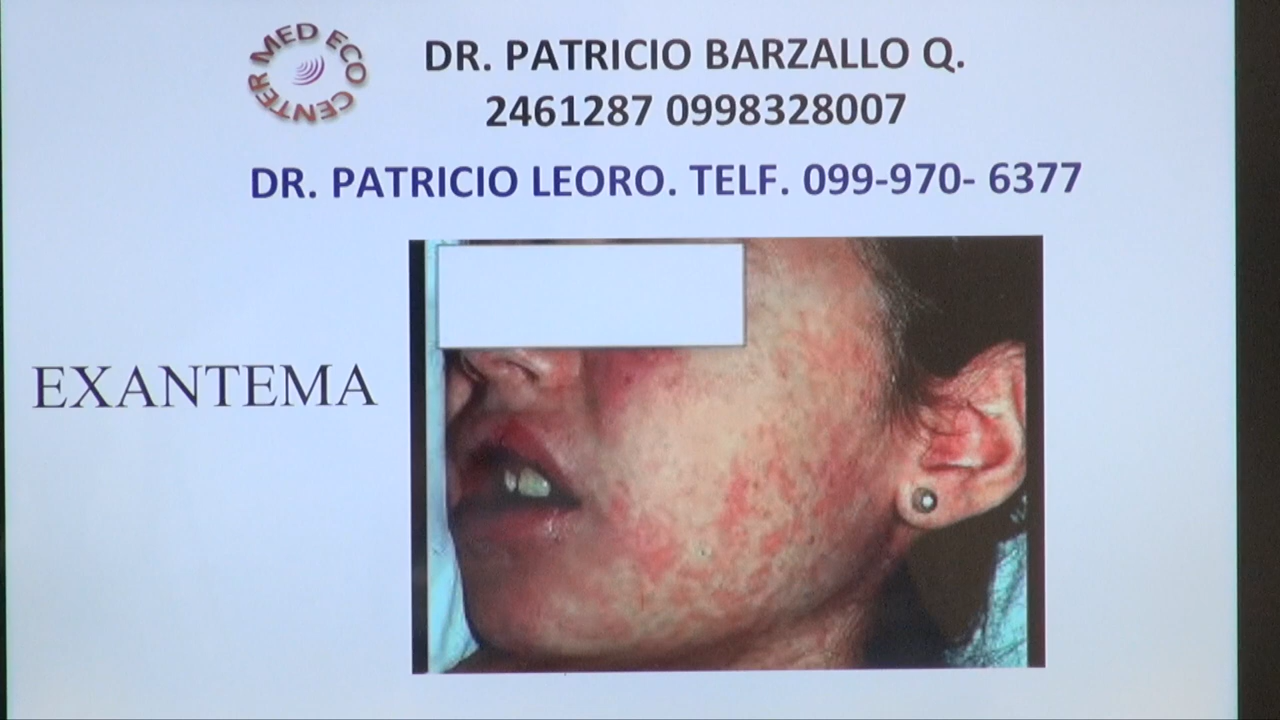 MED ECO CENTER
DR. PATRICIO BARZALLO Q.
2461287 0998328007
DR. PATRICIO LEORO. TELF. 099-970- 6377
EXANTEMA